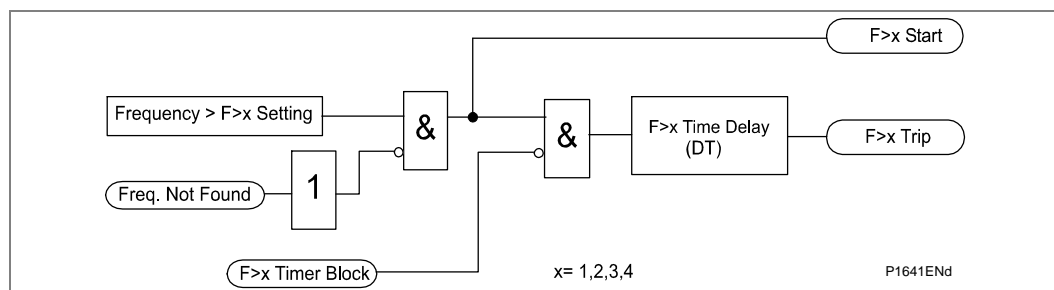 F>x Start
Frequency > F>x Setting
&
&
F>x Time Delay
(DT)
F>x Trip
1
Freq. Not Found
F>x Timer Block
x= 1,2,3,4
P1641ENd